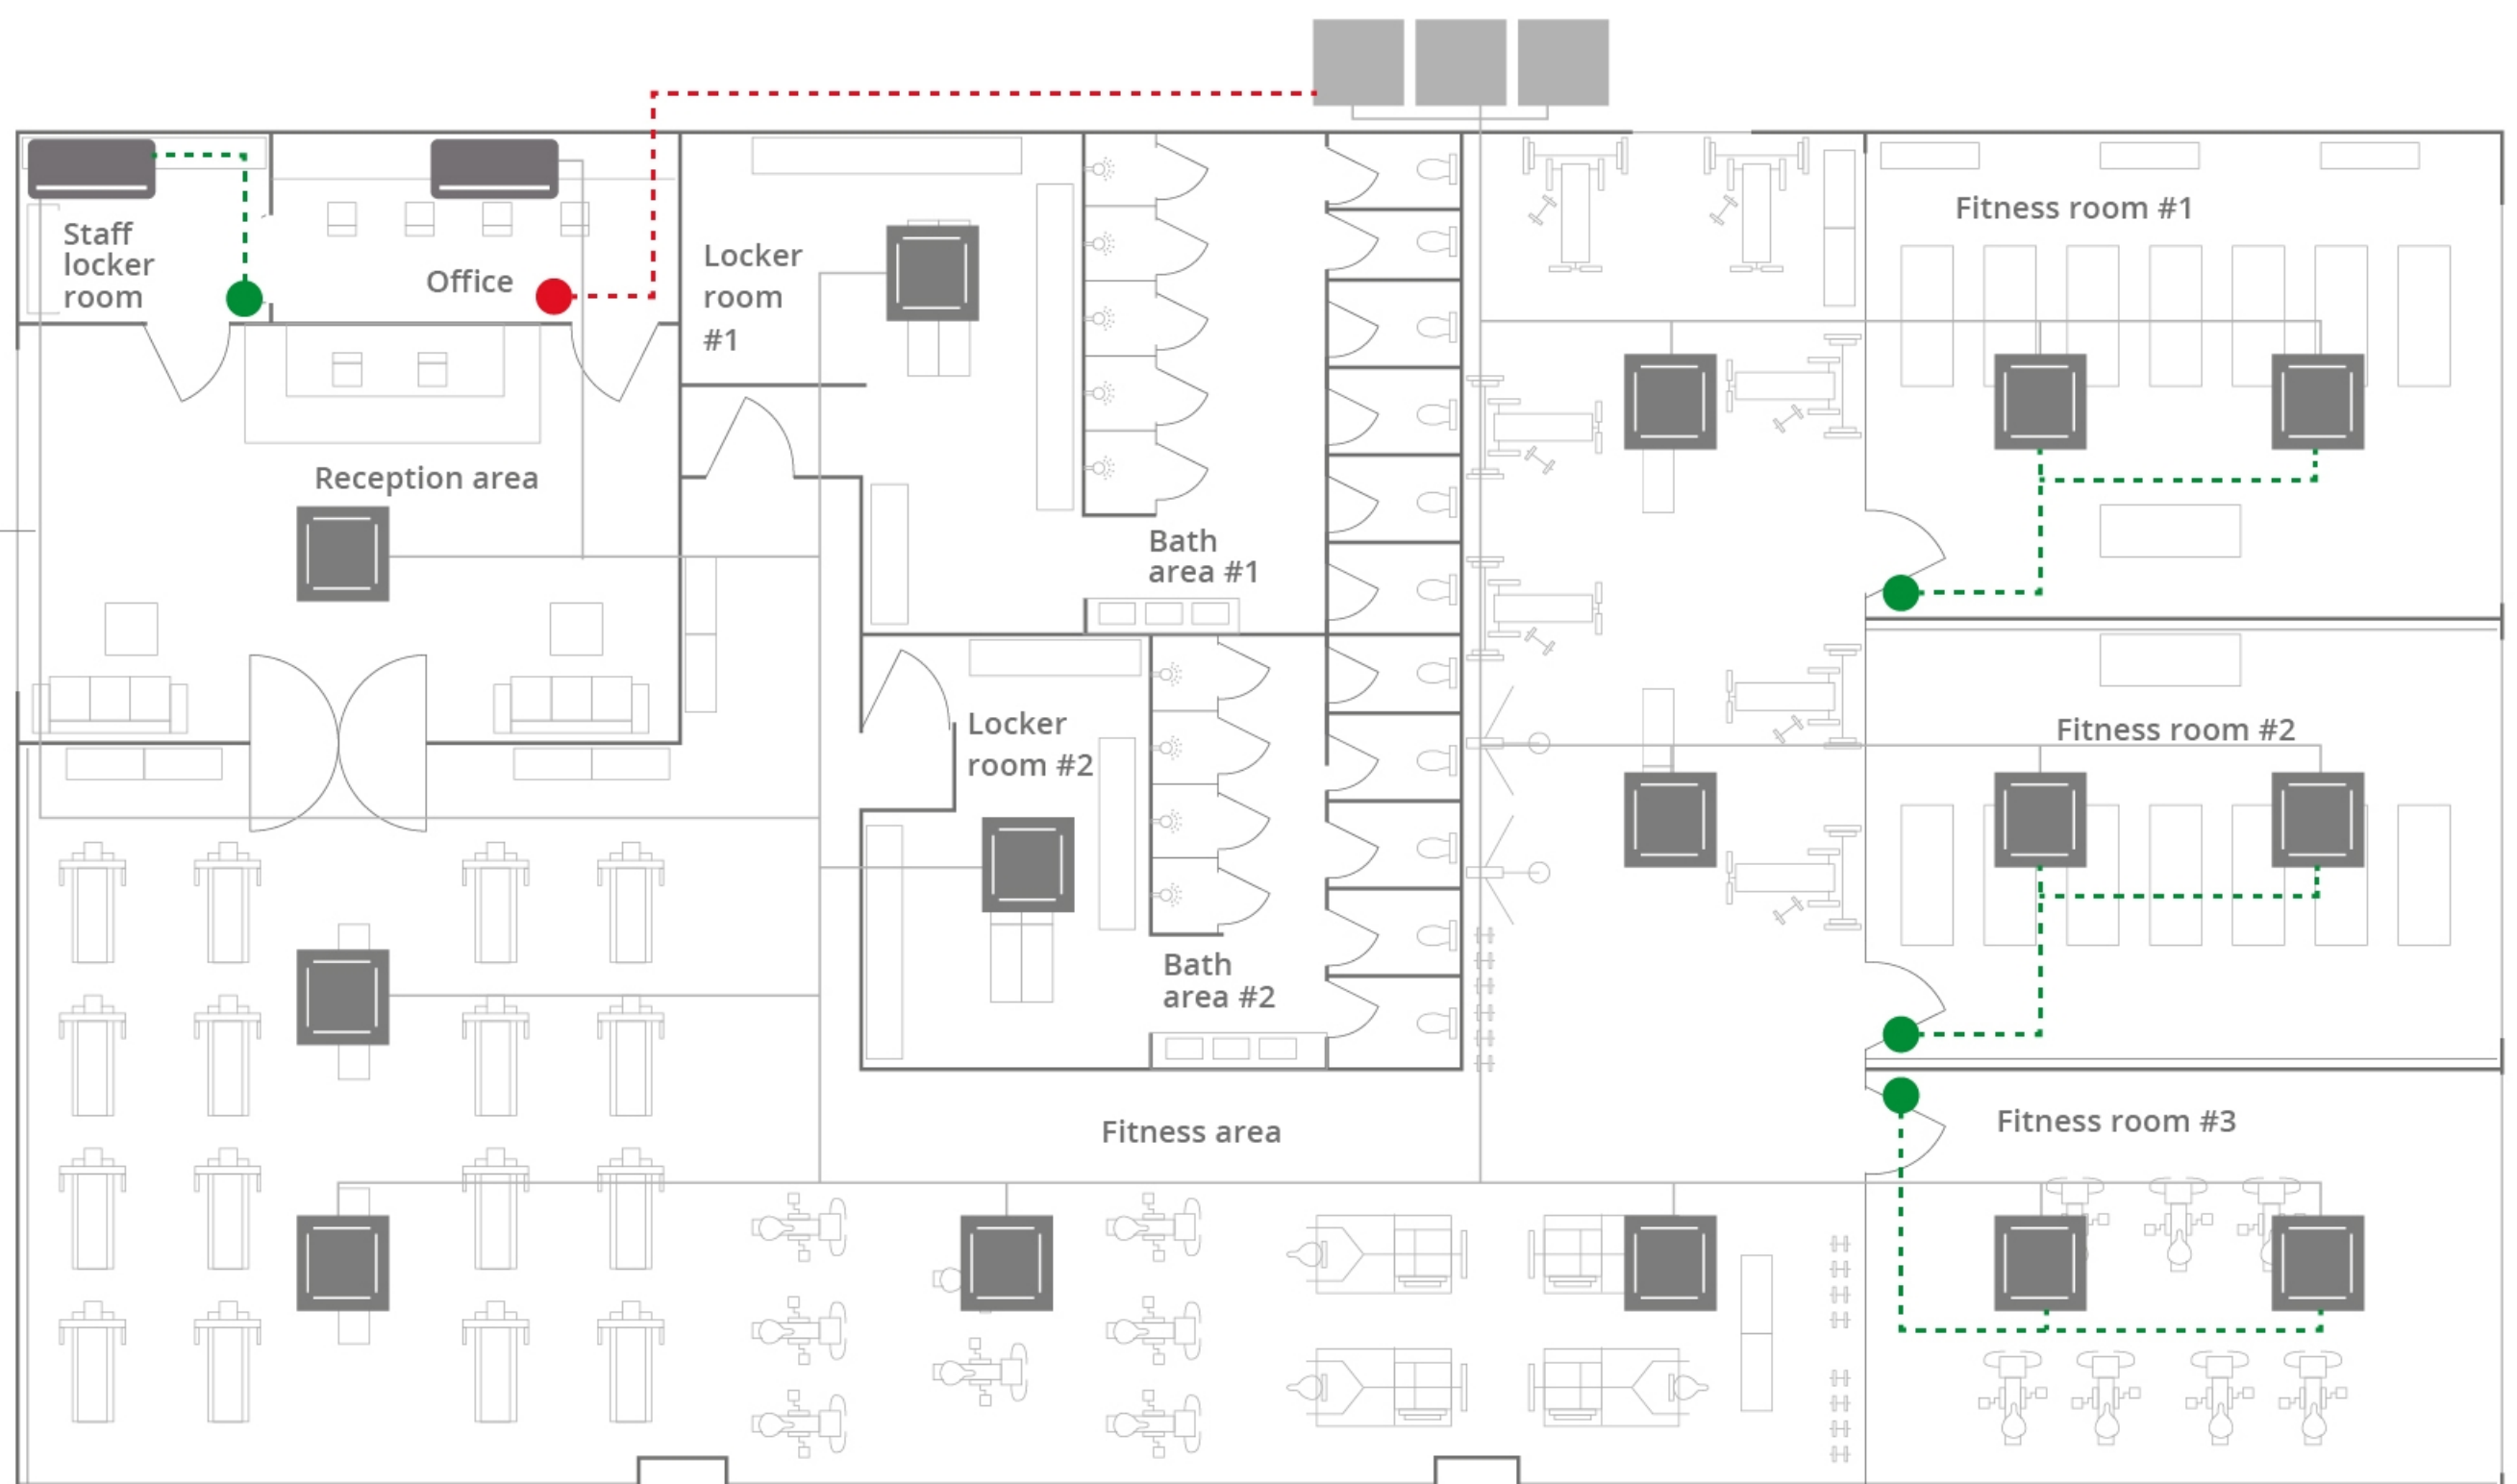 Staff
locker
room
Office
Locker
room
#1
Fitness room #1
Reception area
Bath
area #1
Locker
room #2
Fitness room #2
Bath
area #2
Fitness area
Fitness room #3